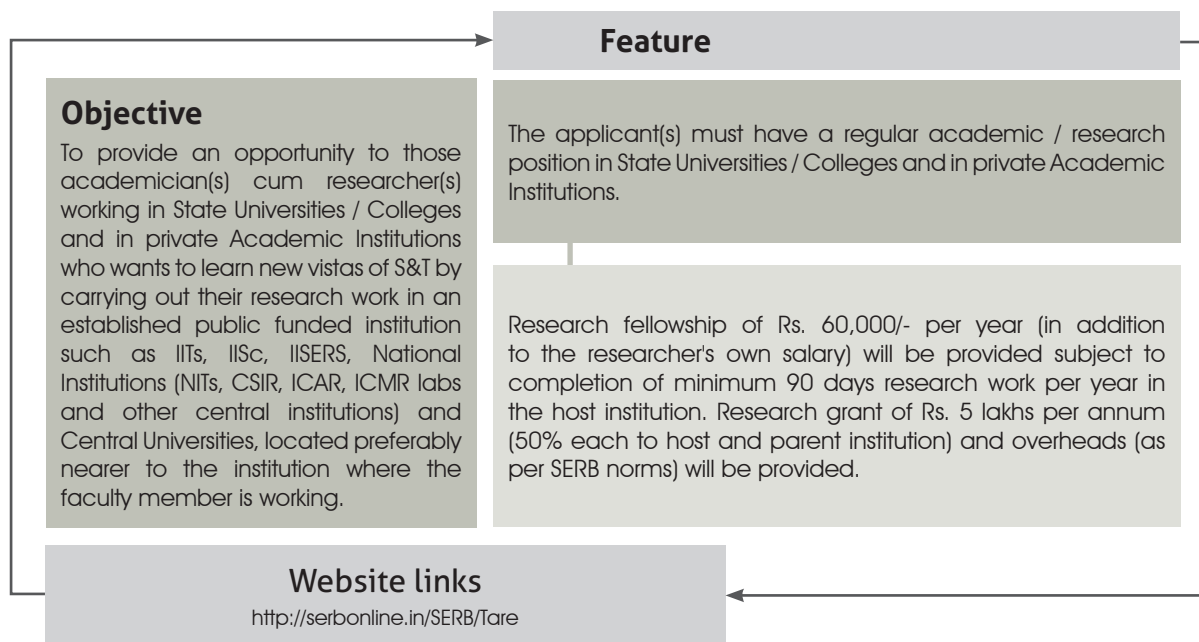 Feature
Objective
To provide an opportunity to those
academician(s) cum researcher(s)
working in State Universities / Colleges
and in private Academic Institutions
who wants to learn new vistas of S&T by
carrying out their research work in an
established public funded institution
such as IITs, IISc, IISERS, National
Institutions (NITs, CSIR, ICAR, ICMR labs
and other central institutions) and
Central Universities, located preferably
nearer to the institution where the
faculty member is working.
The applicant(s) must have a regular academic / research
position in State Universities / Colleges and in private Academic
Institutions.
Research fellowship of Rs. 60,000/- per year (in addition
to the researcher's own salary) will be provided subject to
completion of minimum 90 days research work per year in
the host institution. Research grant of Rs. 5 lakhs per annum
(50% each to host and parent institution) and overheads (as
per SERB norms) will be provided.
Website links
http://serbonline.in/SERB/Tare